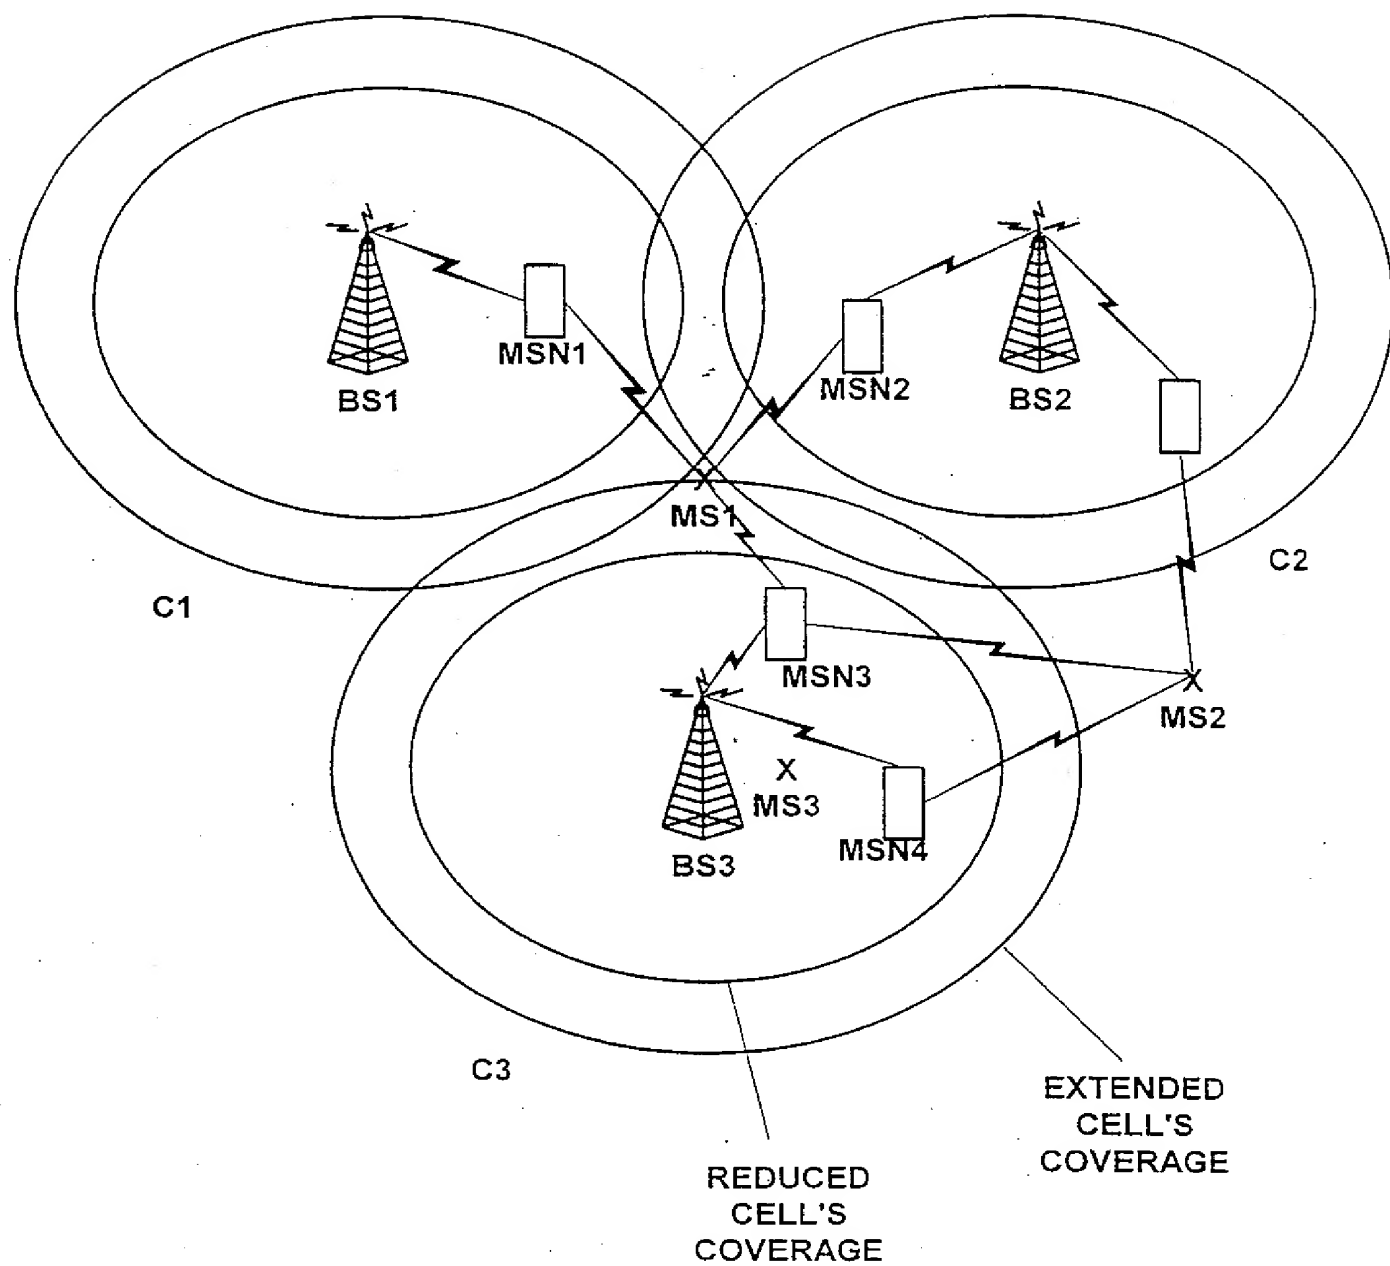 MSN1
BS1
MSN2
BS2
MS1
C2
C1
MSN3
MS2
X
MS3
MSN4
BS3
C3
EXTENDED
CELL'S
COVERAGE
REDUCED
CELL'S
COVERAGE